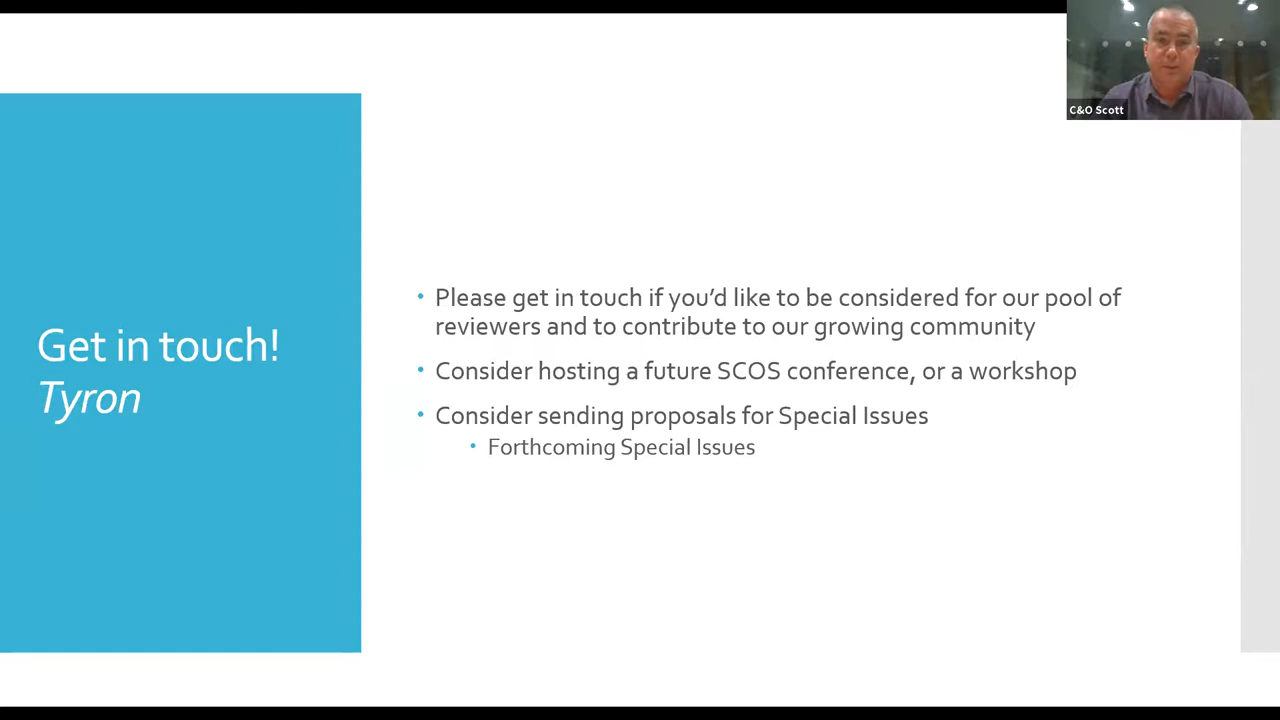 C&O Scott
Get in touch!
Tyron
• Please get in touch if you’d like to be considered for our pool of
reviewers and to contribute to our growing community
• Consider hosting a future SCOS conference, or a workshop
• Consider sending proposals for Special Issues
• Forthcoming Special Issues